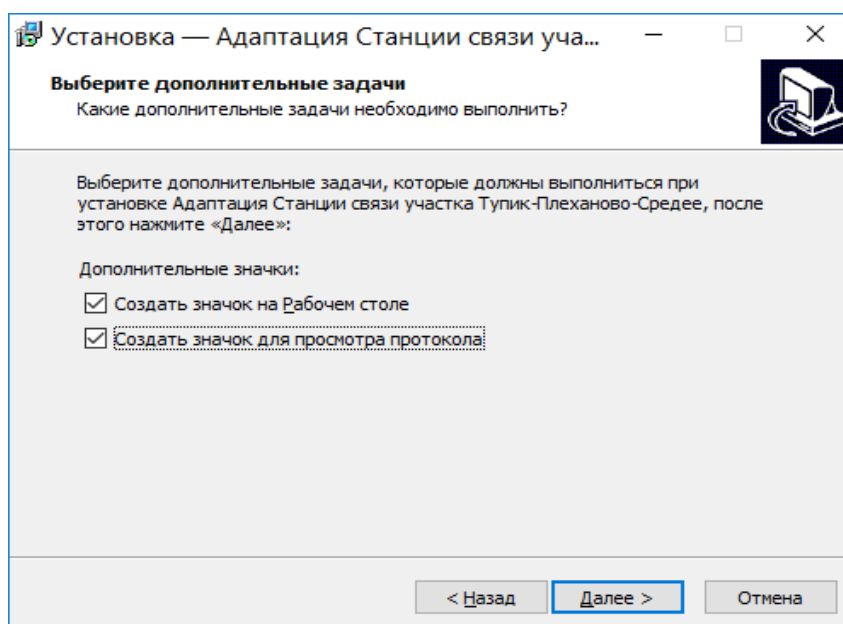 Установка — Адаптация Станции связи уча...
Выберите дополнительные задачи
Какие дополнительные задачи необходимо выполнить?
Выберите дополнительные задачи, которые должны выполниться при
установке Адаптация Станции связи участка Тупик-Плеханово-Средее, после
этого нажмите «Далее»:
Дополнительные значки:
Создать значок на Рабочем столе
Создать значок для просмотра протокола
< Назад
Далее >
Отмена